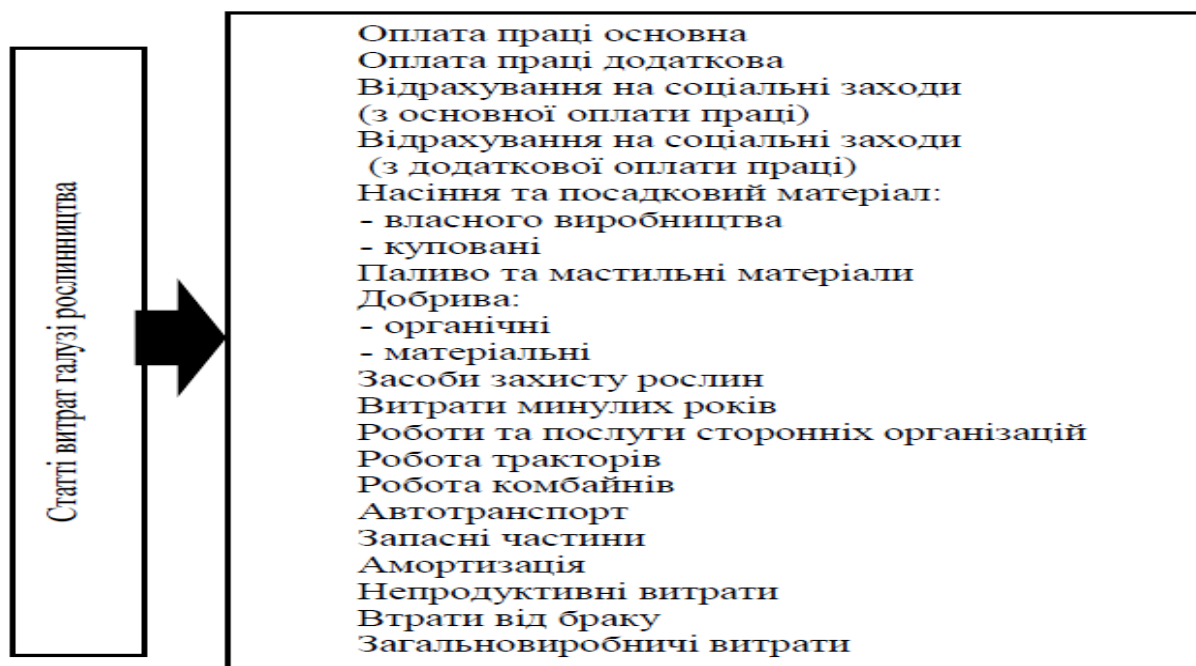 Статті витрат галузі рослинництва
Оплата праці основна
Оплата праці додаткова
Відрахування на соціальні заходи
(з основної оплати праці)
Відрахування на соціальні заходи
(з додаткової оплати праці)
Насіння та посадковий матеріал:
- власного виробництва
- куповані
Паливо та мастильні матеріали
Добрива:
- органічні
- матеріальні
Засоби захисту рослин
Витрати минулих років
Роботи та послуги сторонніх організацій
Робота тракторів
Робота комбайнів
Автотранспорт
Запасні частини
Амортизація
Непродуктивні витрати
Втрати від браку
Загальновиробничі витрати